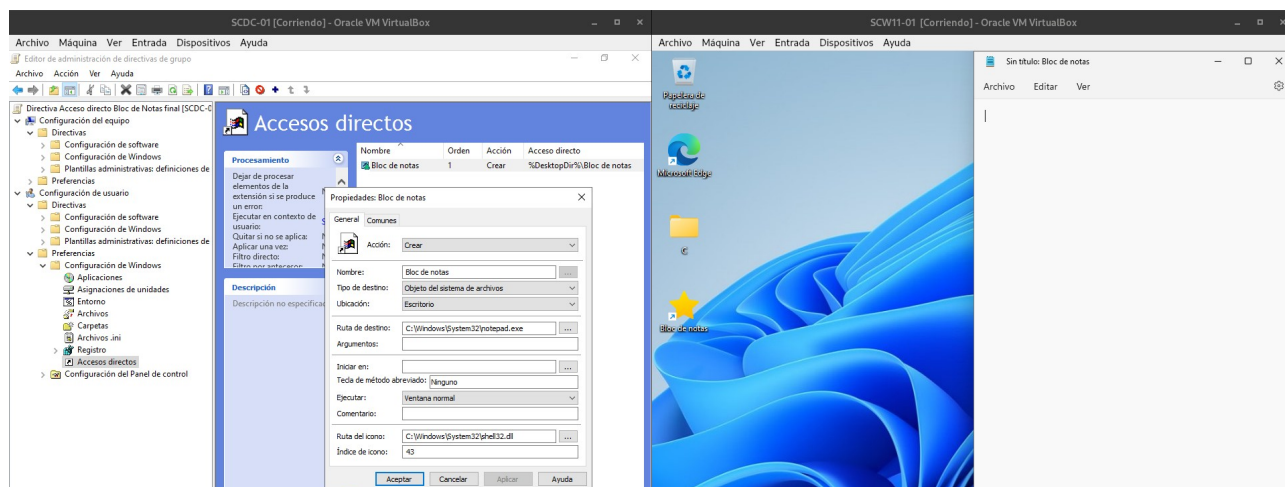 SCDC-01 [Corriendo] - Oracle VM VirtualBox
Archivo Máquina Ver Entrada Dispositivos Ayuda
Editor de administración de directivas de grupo
Archivo Acción Ver Ayuda
Directiva Acceso directo Bloc de Notas final [SCDC-0
Configuración del equipo
Directivas
Configuración de software
Configuración de Windows
Plantillas administrativas: definiciones de
Preferencias
Configuración de usuario
Directivas
Configuración de software
Configuración de Windows
Plantillas administrativas: definiciones de
Preferencias
Configuración de Windows
Aplicaciones
Asignaciones de unidades
Entorno
Archivos
Carpetas
Archivos .ini
Registro
Accesos directos
Configuración del Panel de control
Accesos directos
Procesamiento
Dejar de procesar
elementos de la
extensión si se produce
un error:
Ejecutar en contexto de
usuario:
Quitar si no se aplica:
Aplicar una vez:
Filtro directo:
Filtro por antecesor:
Descripción
Descripción no especifica
Nombre Orden Acción Acceso directo
Bloc de notas 1 Crear %DesktopDir%\Bloc de notas
Propiedades: Bloc de notas
General Comunes
Acción: Crear
Nombre: Bloc de notas
Tipo de destino: Objeto del sistema de archivos
Ubicación: Escritorio
Ruta de destino: C:\Windows\System32\notepad.exe ...
Argumentos:
Iniciar en: ...
Tecla de método abreviado: Ninguno
Ejecutar: Ventana normal
Comentario:
Ruta del icono: C:\Windows\System32\shell32.dll ...
Índice de icono: 43
Aceptar Cancelar Aplicar Ayuda
SCW11-01 [Corriendo] - Oracle VM VirtualBox
Archivo Máquina Ver Entrada Dispositivos Ayuda
Papelera de
reciclaje
Microsoft Edge
C
Bloc de notas
Sin título: Bloc de notas
Archivo Editar Ver